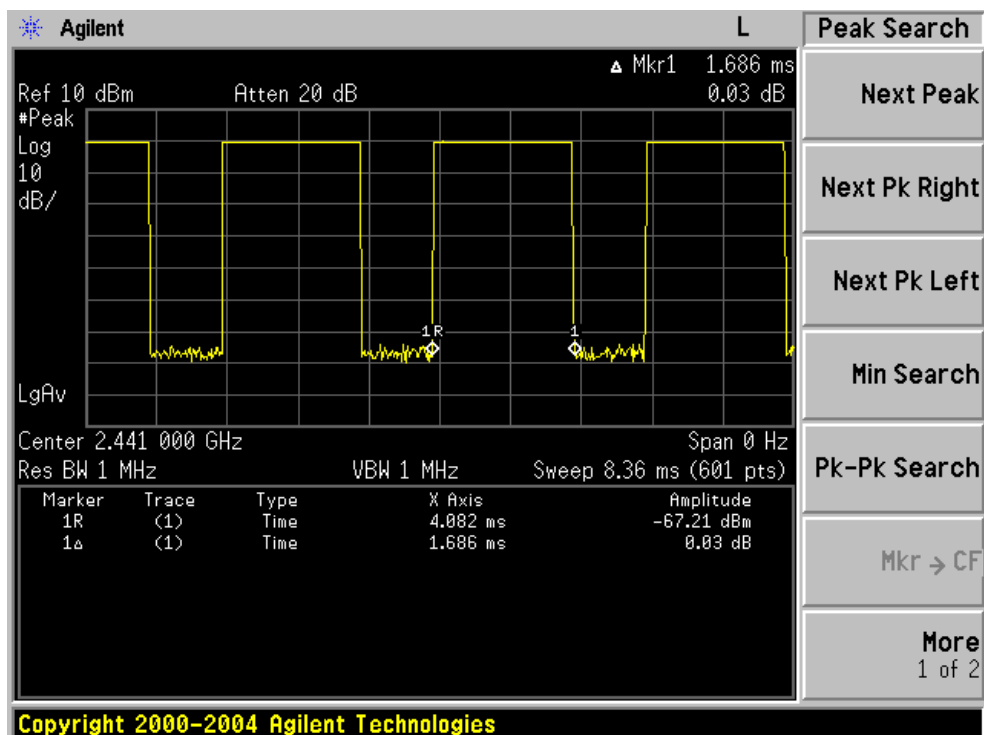 Agilent L Peak Search
Δ Mkr1 1.686 ms
Ref 10 dBm Atten 20 dB 0.03 dB
#Peak
Log
10
dB/
1R 1
LgAv
Center 2.441 000 GHz Span 0 Hz
Res BW 1 MHz VBW 1 MHz Sweep 8.36 ms (601 pts)
Marker Trace Type X Axis Amplitude
1R (1) Time 4.082 ms -67.21 dBm
1Δ (1) Time 1.686 ms 0.03 dB
Next Peak
Next Pk Right
Next Pk Left
Min Search
Pk-Pk Search
Mkr → CF
More
1 of 2
Copyright 2000-2004 Agilent Technologies